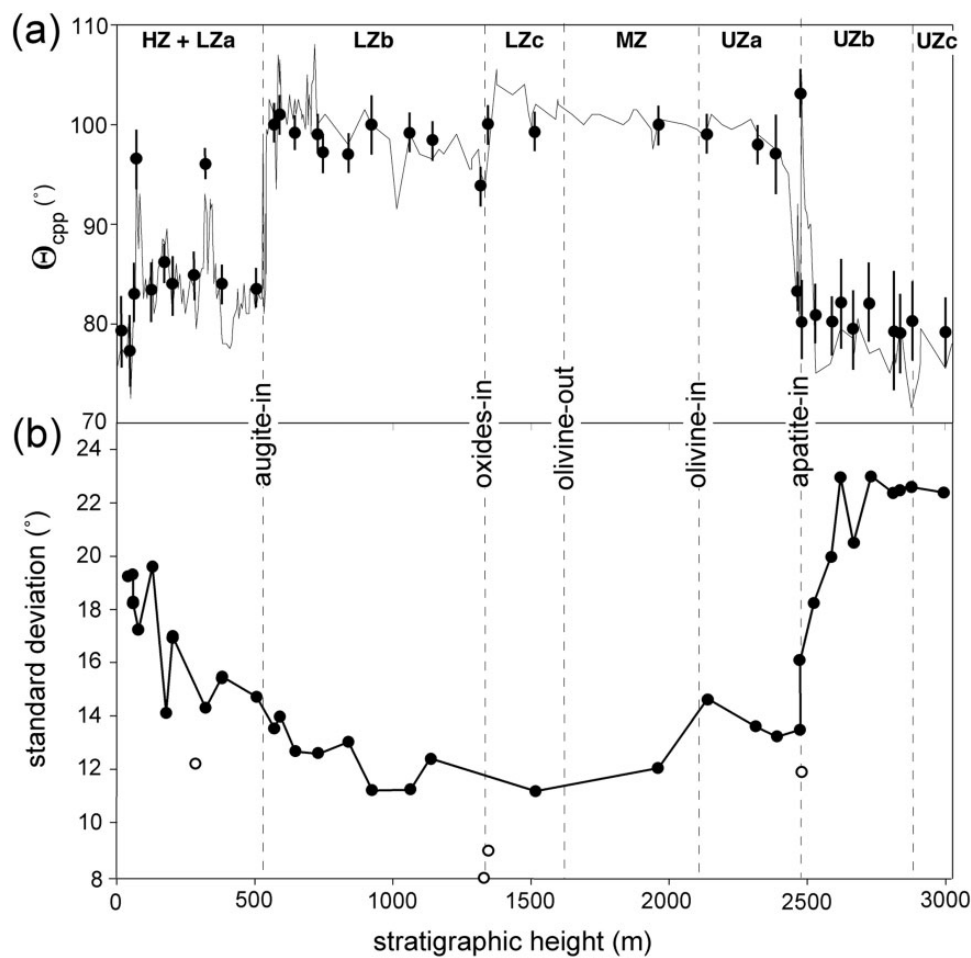 (a)
HZ + LZa LZb LZc MZ UZa UZb UZc
110
100
90
80
70
Θcpp (°)
augite-in
oxides-in
olivine-out
olivine-in
apatite-in
(b)
24
22
20
18
16
14
12
10
8
standard deviation (°)
0 500 1000 1500 2000 2500 3000
stratigraphic height (m)